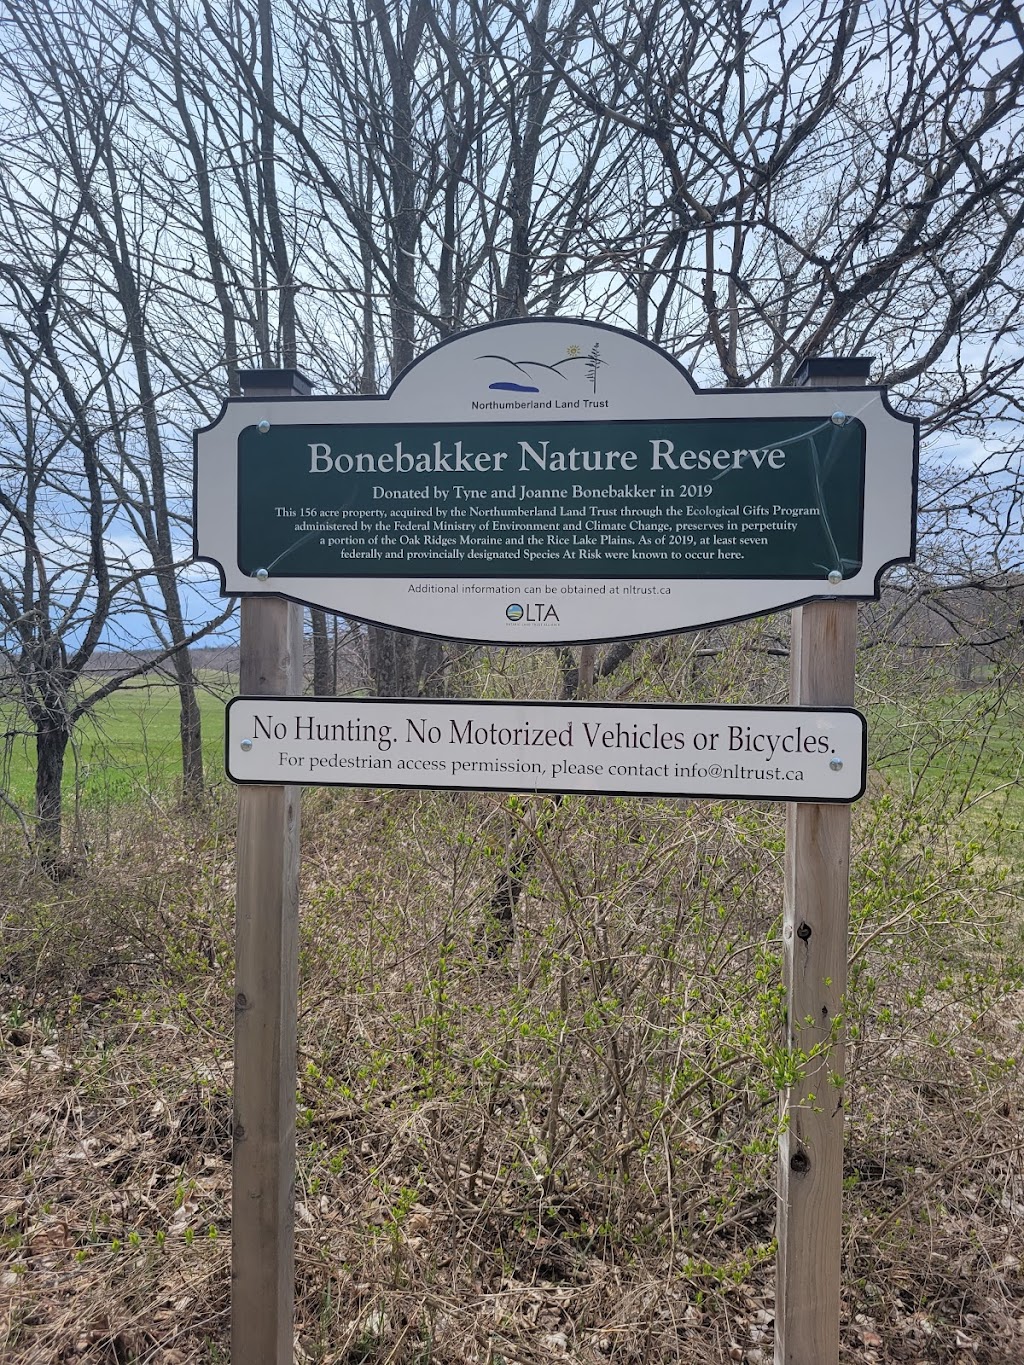 Northumberland Land Trust
Bonebakker Nature Reserve
Donated by Tyne and Joanne Bonebakker in 2019
This 156 acre property, acquired by the Northumberland Land Trust through the Ecological Gifts Program
administered by the Federal Ministry of Environment and Climate Change, preserves in perpetuity
a portion of the Oak Ridges Moraine and the Rice Lake Plains. As of 2019, at least seven
federally and provincially designated Species At Risk were known to occur here.
Additional information can be obtained at nltrust.ca
OLTA
No Hunting. No Motorized Vehicles or Bicycles.
For pedestrian access permission, please contact info@nltrust.ca